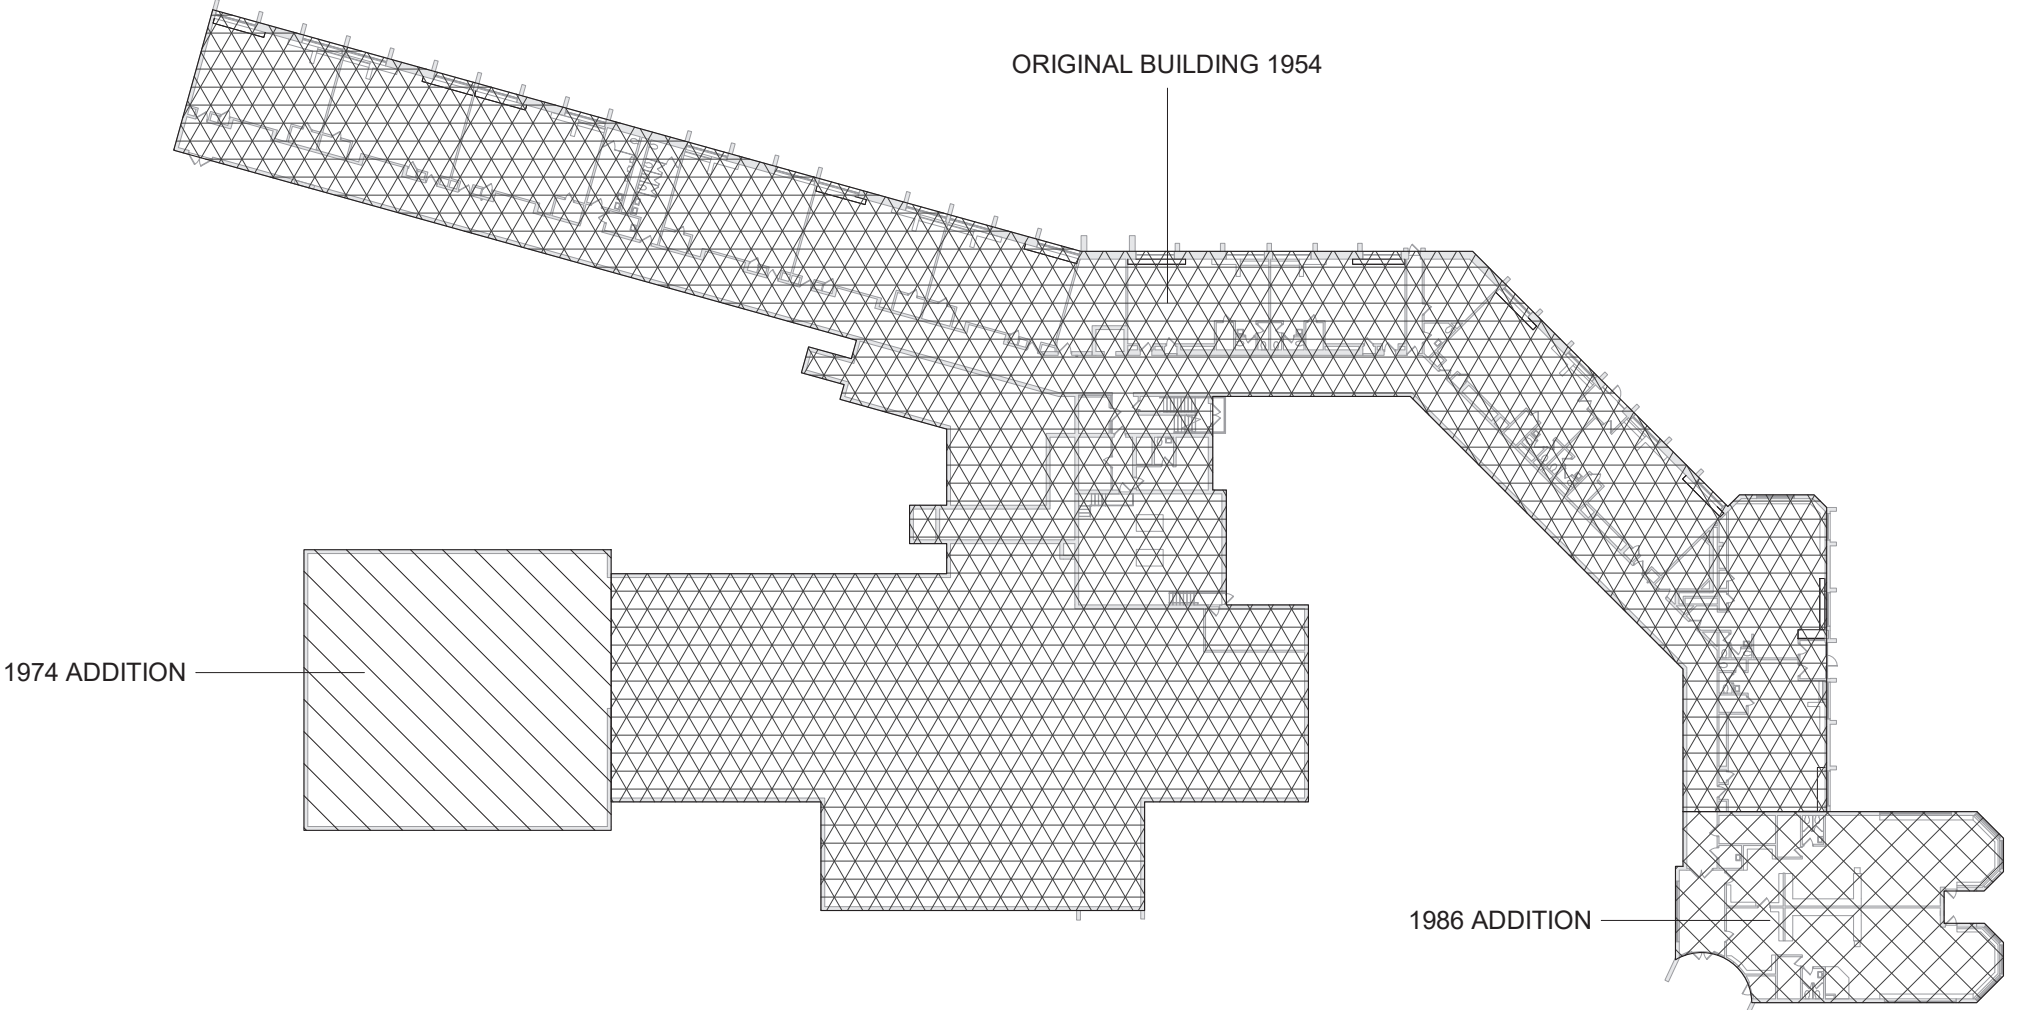 ORIGINAL BUILDING 1954
1974 ADDITION
1986 ADDITION